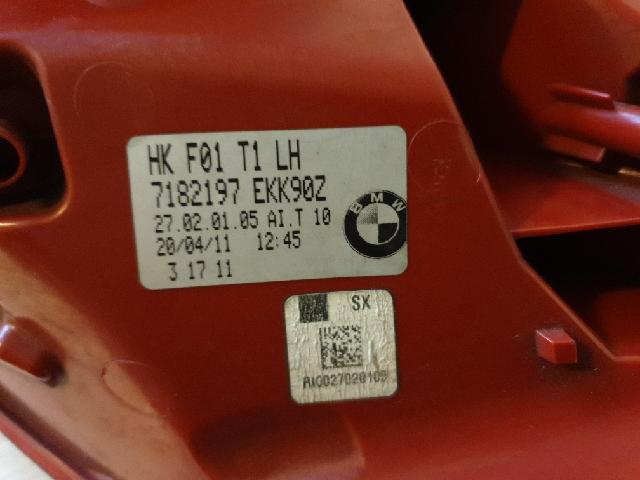 HK F01 T1 LH
7182197 EKK90Z
27.02.01.05 AI.T 10
20/04/11 12:45
3 17 11
BMW
SX